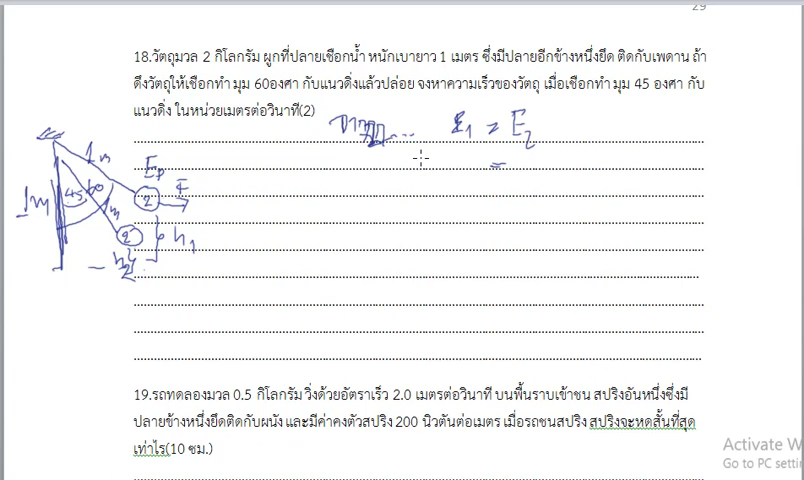 29
18.วัตถุมวล 2 กิโลกรัม ผูกที่ปลายเชือกน้ำ หนักเบายาว 1 เมตร ซึ่งมีปลายอีกข้างหนึ่งยึด ติดกับเพดาน ถ้า
ดึงวัตถุให้เชือกทำ มุม 60องศา กับแนวดิ่งแล้วปล่อย จงหาความเร็วของวัตถุ เมื่อเชือกทำ มุม 45 องศา กับ
แนวดิ่ง ในหน่วยเมตรต่อวินาที(2)
E1 = E2
=
1 m
Ep
45 60
F
2
1m
1m
2
h1
h2
19.รถทดลองมวล 0.5 กิโลกรัม วิ่งด้วยอัตราเร็ว 2.0 เมตรต่อวินาที บนพื้นราบเข้าชน สปริงอันหนึ่งซึ่งมี
ปลายข้างหนึ่งยึดติดกับผนัง และมีค่าคงตัวสปริง 200 นิวตันต่อเมตร เมื่อรถชนสปริง สปริงจะหดสั้นที่สุด
เท่าไร(10 ซม.)
Activate W
Go to PC setti